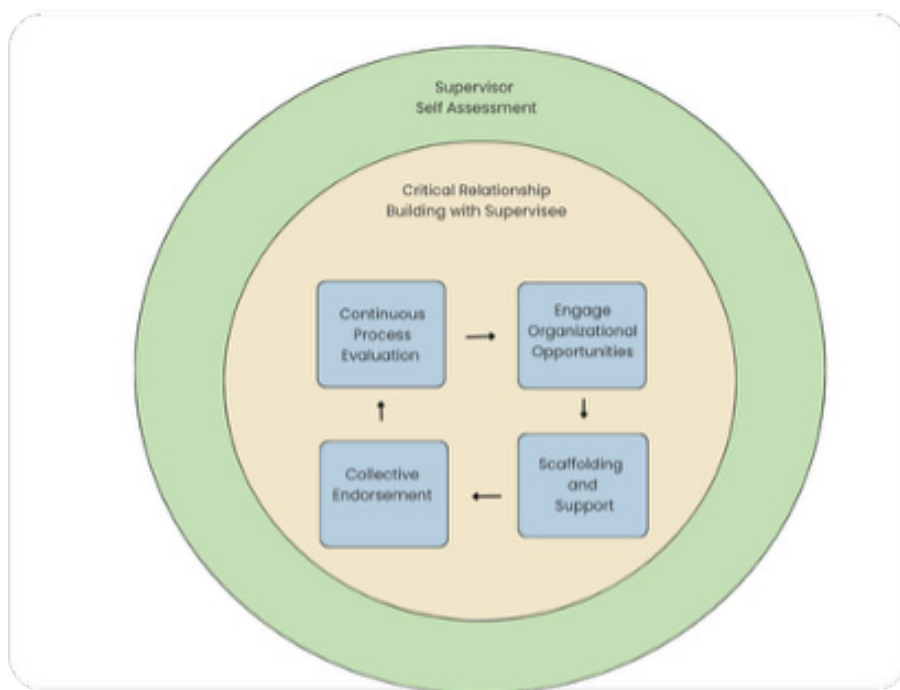 Supervisor
Self Assessment
Critical Relationship
Building with Supervisee
Continuous
Process
Evaluation
Engage
Organizational
Opportunities
Collective
Endorsement
Scaffolding
and
Support